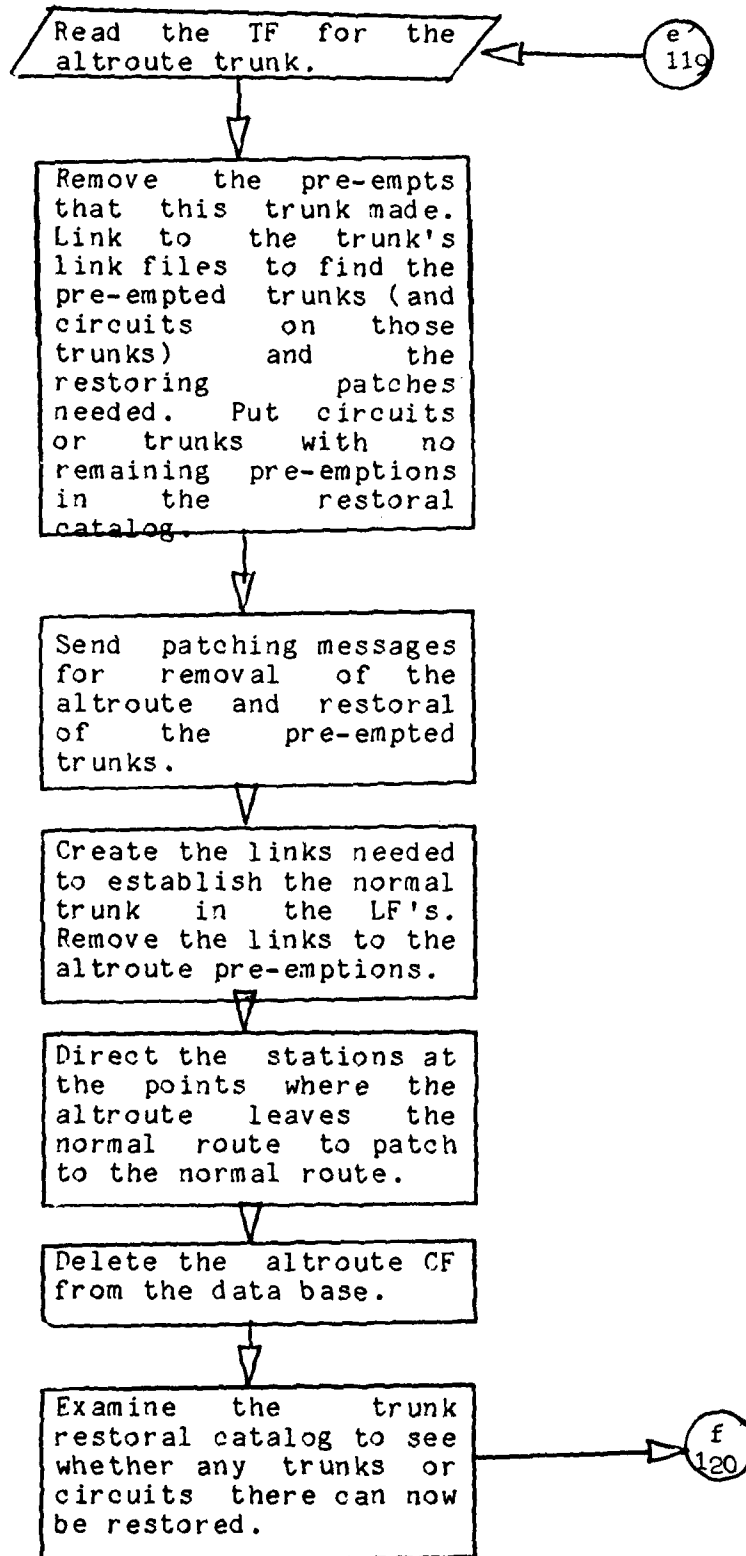 Read the TF for the
altroute trunk.
e'
119
Remove the pre-empts
that this trunk made.
Link to the trunk's
link files to find the
pre-empted trunks (and
circuits on those
trunks) and the
restoring patches
needed. Put circuits
or trunks with no
remaining pre-emptions
in the restoral
catalog.
Send patching messages
for removal of the
altroute and restoral
of the pre-empted
trunks.
Create the links needed
to establish the normal
trunk in the LF's.
Remove the links to the
altroute pre-emptions.
Direct the stations at
the points where the
altroute leaves the
normal route to patch
to the normal route.
Delete the altroute CF
from the data base.
Examine the trunk
restoral catalog to see
whether any trunks or
circuits there can now
be restored.
f
120